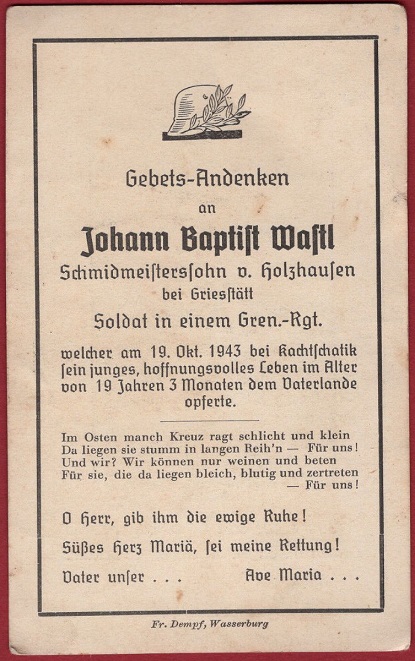 Gebets-Andenken
an
Johann Baptist Wastl
Schmidmeisterssohn v. Holzhausen
bei Griesstätt
Soldat in einem Gren.-Rgt.
welcher am 19. Okt. 1943 bei Kachtschatik
sein junges, hoffnungsvolles Leben im Alter
von 19 Jahren 3 Monaten dem Vaterlande
opferte.
Im Osten manch Kreuz ragt schlicht und klein
Da liegen sie stumm in langen Reih'n — Für uns!
Und wir? Wir können nur weinen und beten
Für sie, die da liegen bleich, blutig und zertreten
— Für uns!
O Herr, gib ihm die ewige Ruhe!
Süßes Herz Mariä, sei meine Rettung!
Vater unser . . . Ave Maria . . .
Fr. Dempf, Wasserburg